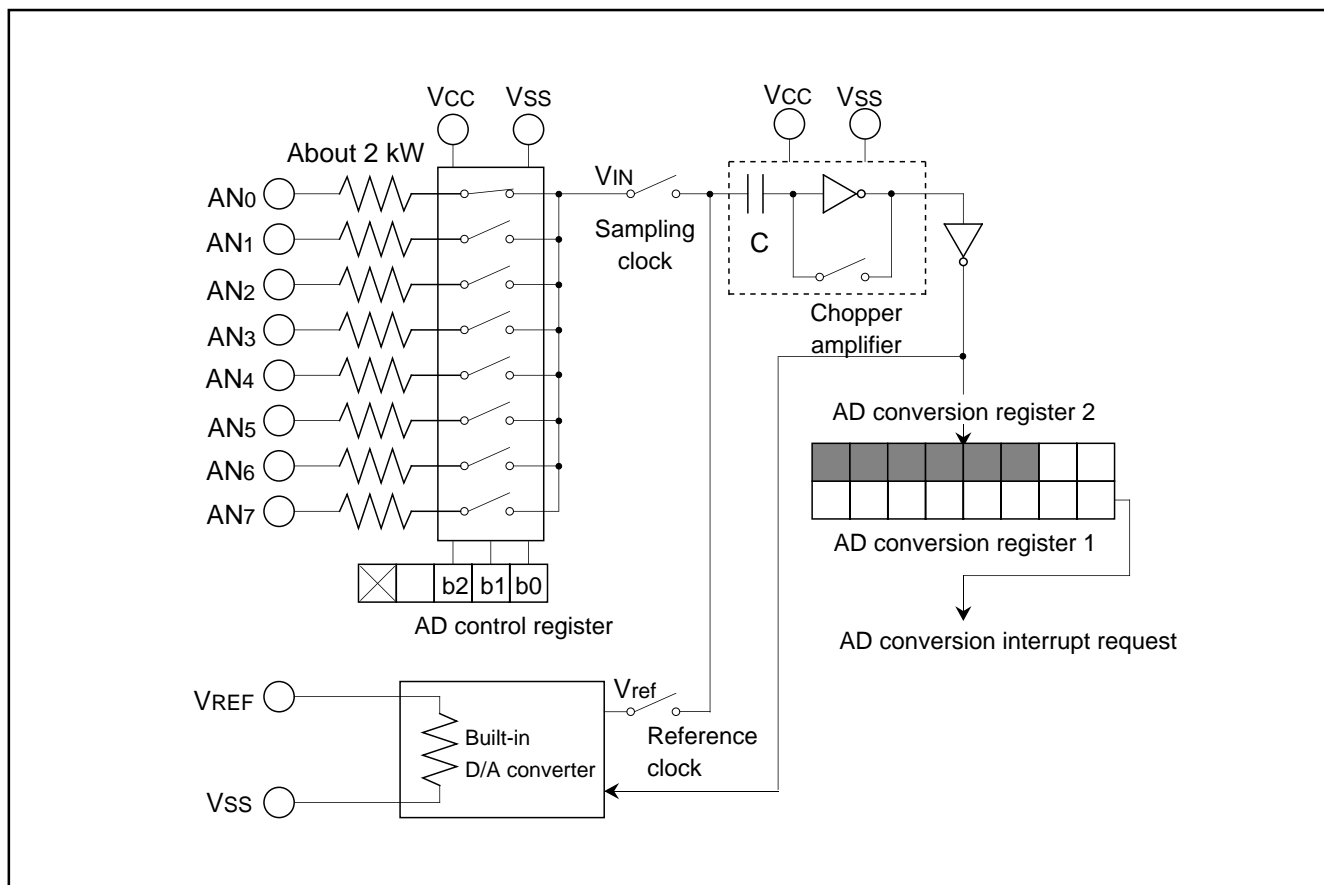 VCC
VSS
VCC
VSS
About 2 kW
AN0
AN1
AN2
AN3
AN4
AN5
AN6
AN7
VIN
Sampling
clock
C
Chopper
amplifier
AD conversion register 2
AD conversion register 1
AD conversion interrupt request
b2
b1
b0
AD control register
VREF
VSS
Built-in
D/A converter
Vref
Reference
clock